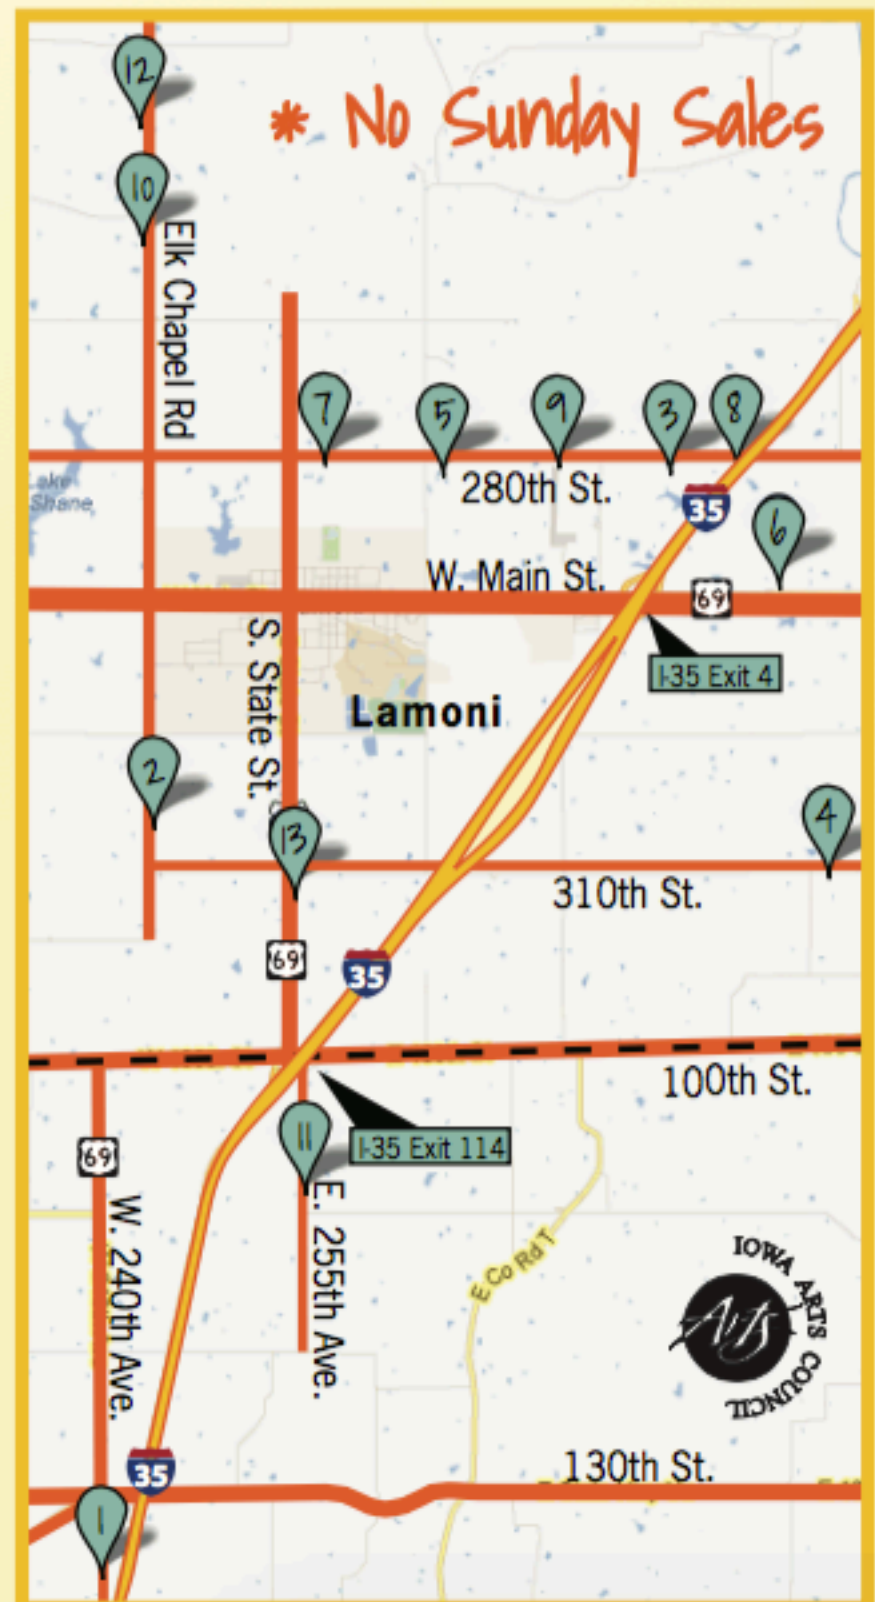 12
* No Sunday Sales
10
Elk Chapel Rd
7
5
9
3
8
280th St.
Lake
Shane
35
6
W. Main St.
69
I-35 Exit 4
S. State St.
Lamoni
2
13
4
310th St.
69
35
100th St.
11
I-35 Exit 114
69
W. 240th Ave.
E. 255th Ave.
E Co Rd T
IOWA ARTS COUNCIL
Arts
35
130th St.
1